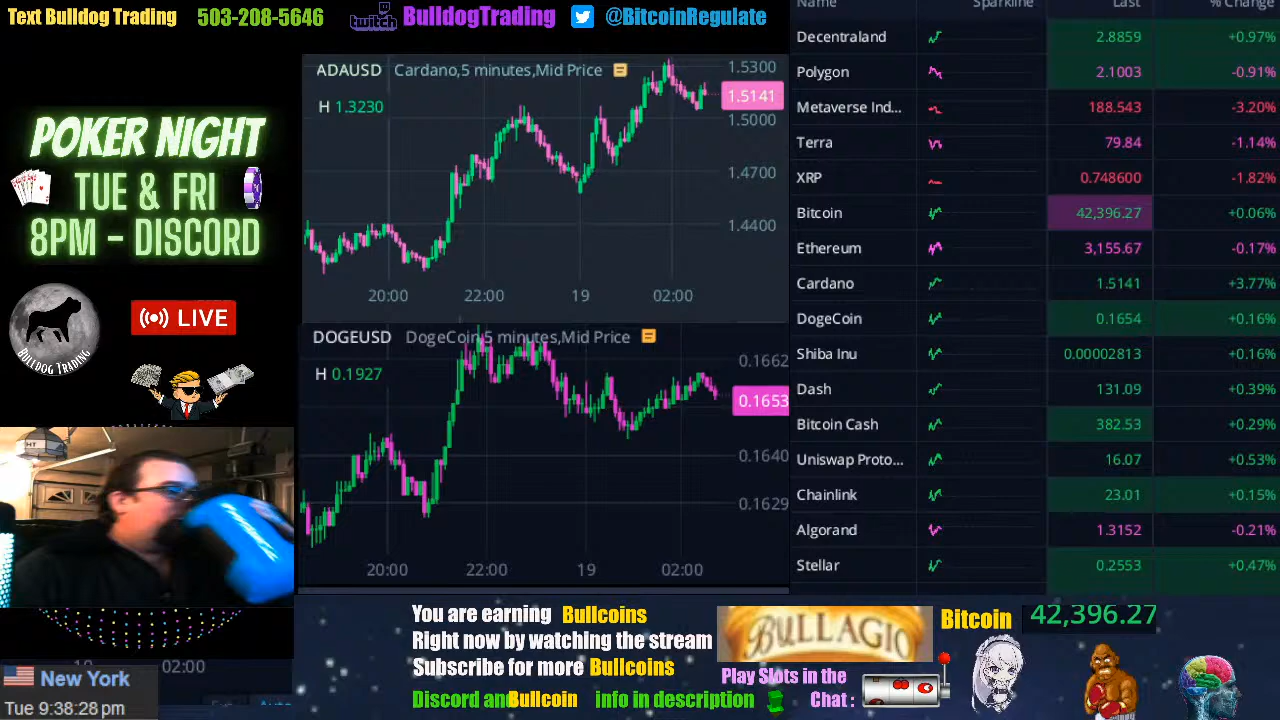 Text Bulldog Trading 503-208-5646 twitch BulldogTrading @BitcoinRegulate
POKER NIGHT
TUE & FRI
8PM - DISCORD
BULLDOG TRADING
LIVE
ADAUSD Cardano,5 minutes,Mid Price
H 1.3230
1.5300
1.5141
1.5000
1.4700
1.4400
20:00 22:00 19 02:00
DOGEUSD DogeCoin,5 minutes,Mid Price
H 0.1927
0.1662
0.1653
0.1640
0.1629
20:00 22:00 19 02:00
Name Sparkline Last % Change
Decentraland 2.8859 +0.97%
Polygon 2.1003 -0.91%
Metaverse Ind... 188.543 -3.20%
Terra 79.84 -1.14%
XRP 0.748600 -1.82%
Bitcoin 42,396.27 +0.06%
Ethereum 3,155.67 -0.17%
Cardano 1.5141 +3.77%
DogeCoin 0.1654 +0.16%
Shiba Inu 0.00002813 +0.16%
Dash 131.09 +0.39%
Bitcoin Cash 382.53 +0.29%
Uniswap Proto... 16.07 +0.53%
Chainlink 23.01 +0.15%
Algorand 1.3152 -0.21%
Stellar 0.2553 +0.47%
You are earning Bullcoins
Right now by watching the stream
Subscribe for more Bullcoins
Discord and Bullcoin info in description
BULLAGIO
Play Slots in the
Chat :
Bitcoin 42,396.27
02:00
New York
Tue 9:38:28 pm
Auto